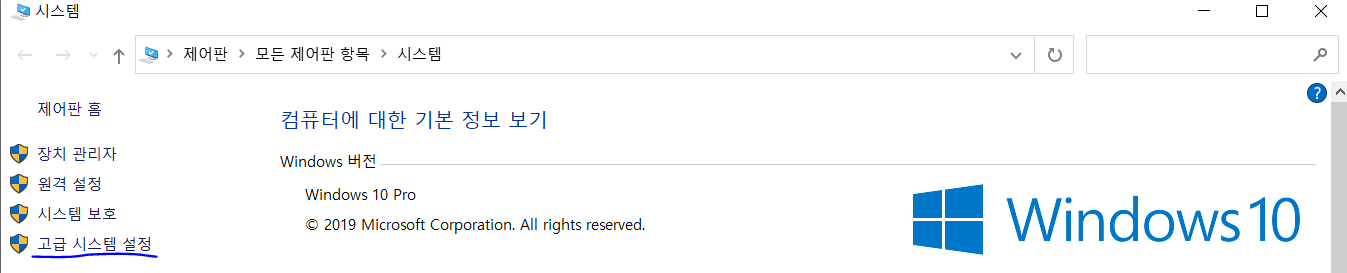 시스템
제어판 > 모든 제어판 항목 > 시스템
?
제어판 홈
컴퓨터에 대한 기본 정보 보기
장치 관리자
Windows 버전
원격 설정
Windows 10 Pro
시스템 보호
© 2019 Microsoft Corporation. All rights reserved.
고급 시스템 설정
Windows 10